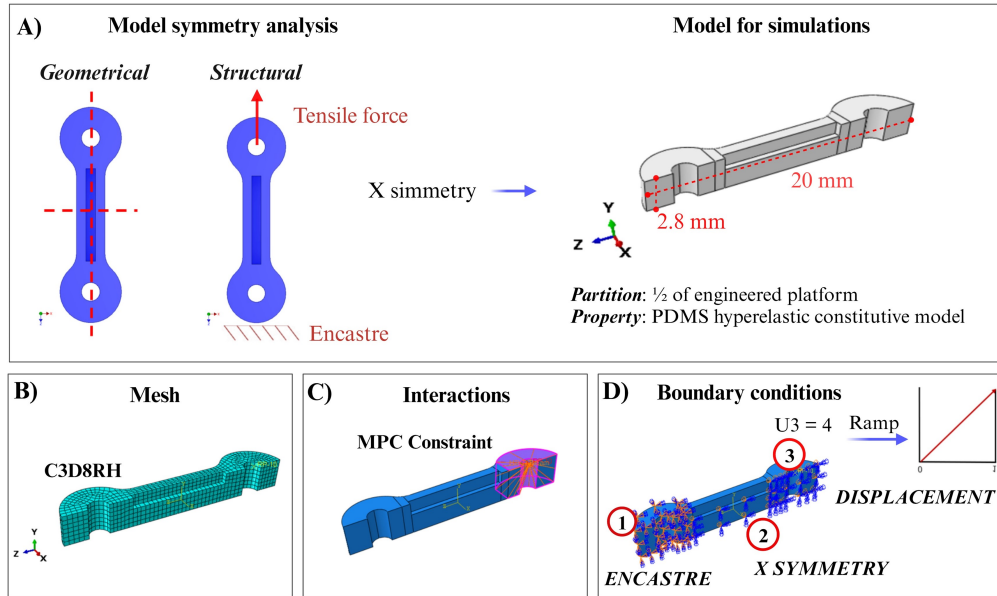 A)
Model symmetry analysis
Model for simulations
Geometrical
Structural
Tensile force
X simmetry
20 mm
2.8 mm
Y
Z
X
Encastre
Partition: ½ of engineered platform
Property: PDMS hyperelastic constitutive model
B)
Mesh
C3D8RH
Y
Z
X
C)
Interactions
MPC Constraint
D)
Boundary conditions
U3 = 4
Ramp
0
1
2
3
DISPLACEMENT
ENCASTRE
X SYMMETRY